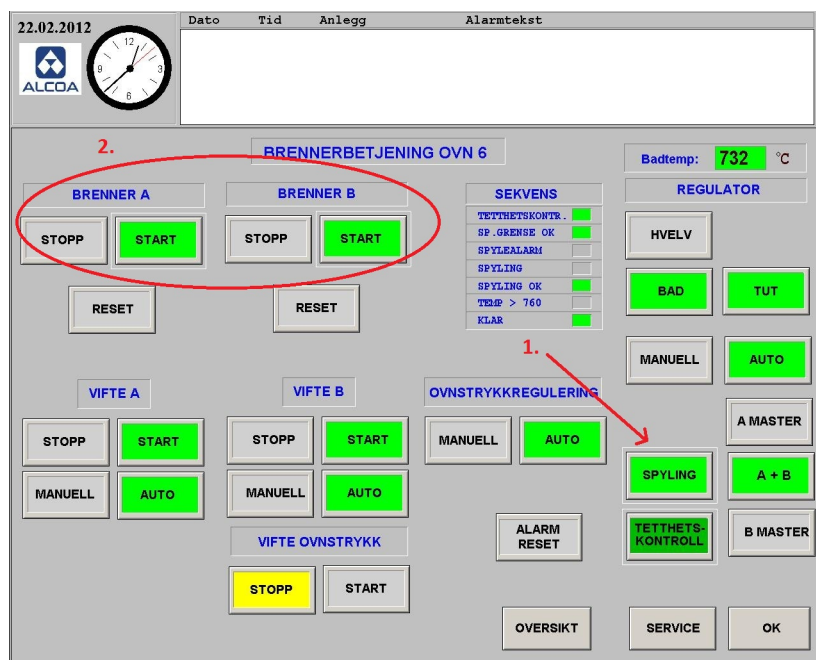 22.02.2012
ALCOA
12
3
6
9
Dato Tid Anlegg Alarmtekst
2.
BRENNERBETJENING OVN 6
Badtemp: 732 °C
BRENNER A
BRENNER B
SEKVENS
REGULATOR
STOPP START
STOPP START
TETTHETSKONTR.
SP.GRENSE OK
SPYLEALARM
SPYLING
SPYLING OK
TEMP > 760
KLAR
HVELV
BAD TUT
RESET
RESET
1.
MANUELL AUTO
VIFTE A
VIFTE B
OVNSTRYKKREGULERING
A MASTER
STOPP START
STOPP START
MANUELL AUTO
SPYLING A + B
MANUELL AUTO
MANUELL AUTO
ALARM
RESET
TETTHETS-
KONTROLL
B MASTER
VIFTE OVNSTRYKK
STOPP START
OVERSIKT
SERVICE
OK